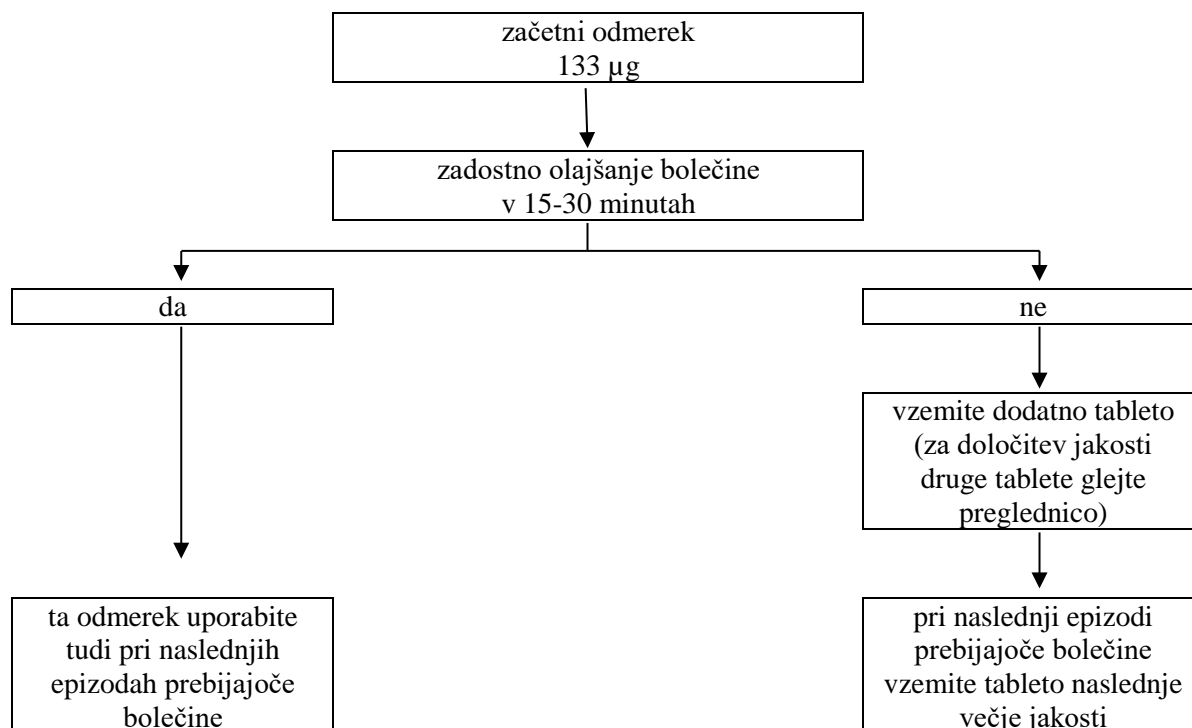 začetni odmerek
133 µg
zadostno olajšanje bolečine
v 15-30 minutah
da
ne
vzemite dodatno tableto
(za določitev jakosti
druge tablete glejte
preglednico)
ta odmerek uporabite
tudi pri naslednjih
epizodah prebijajoče
bolečine
pri naslednji epizodi
prebijajoče bolečine
vzemite tableto naslednje
večje jakosti